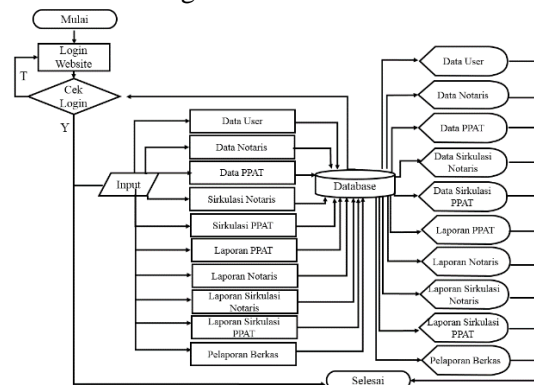 Mulai
Login
Website
T
Cek
Login
Y
Input
Data User
Data Notaris
Data PPAT
Sirkulasi Notaris
Sirkulasi PPAT
Laporan PPAT
Laporan Notaris
Laporan Sirkulasi
Notaris
Laporan Sirkulasi
PPAT
Pelaporan Berkas
Database
Data User
Data Notaris
Data PPAT
Data Sirkulasi
Notaris
Data Sirkulasi
PPAT
Laporan PPAT
Laporan Notaris
Laporan Sirkulasi
Notaris
Laporan Sirkulasi
PPAT
Pelaporan Berkas
Selesai